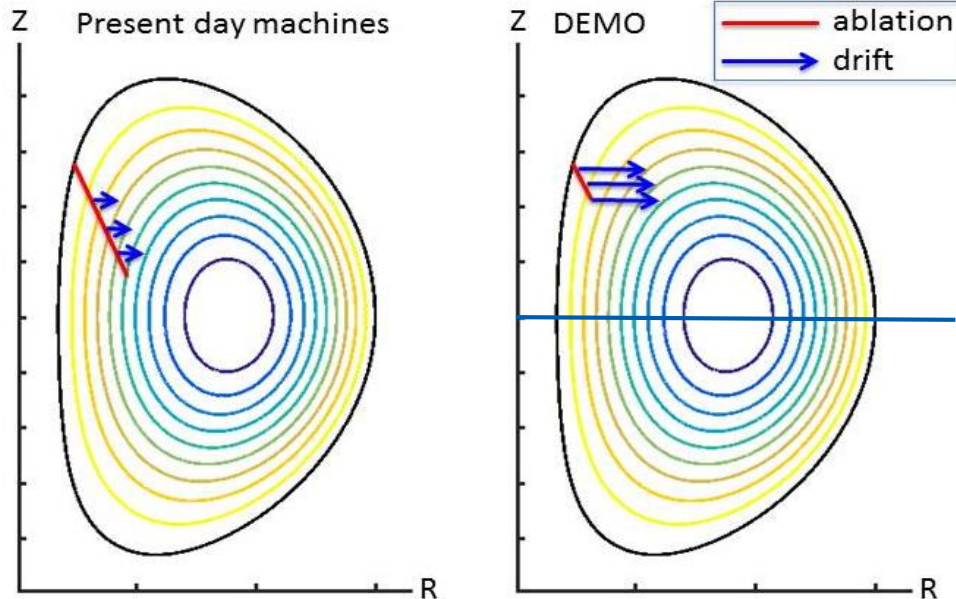 Z
Present day machines
Z
DEMO
ablation
drift
R
R